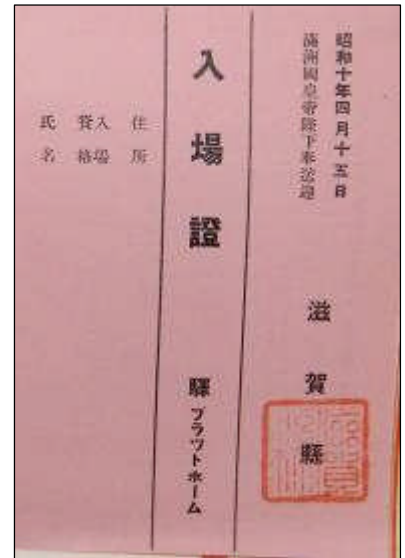 昭和十年四月十五日
滿洲國皇帝陛下奉送迎
滋賀縣
入場證
驛プラツトホーム
住所
入場資格
氏名